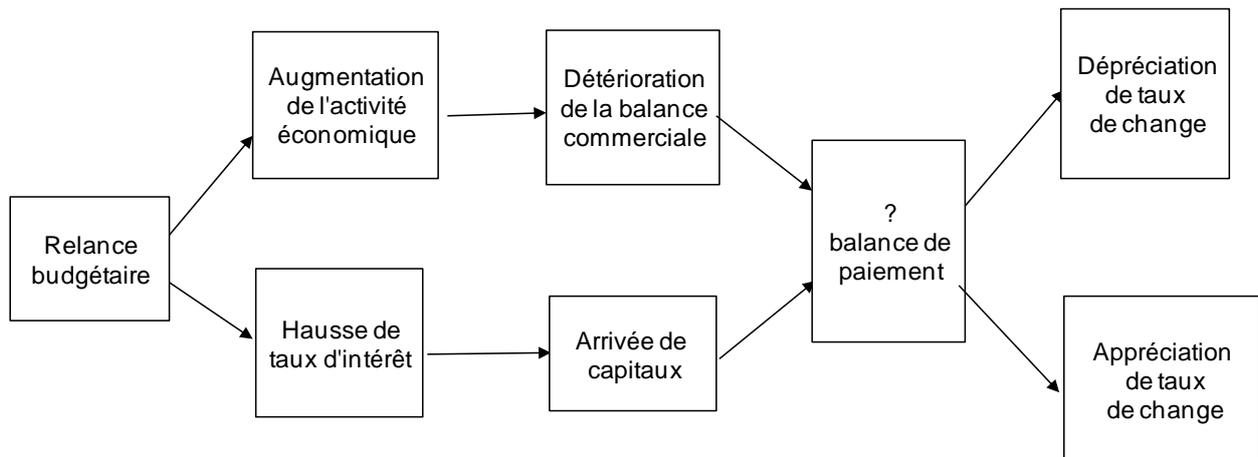 Relance
budgétaire
Augmentation
de l'activité
économique
Hausse de
taux d'intérêt
Détérioration
de la balance
commerciale
Arrivée de
capitaux
?
balance de
paiement
Dépréciation
de taux
de change
Appréciation
de taux
de change